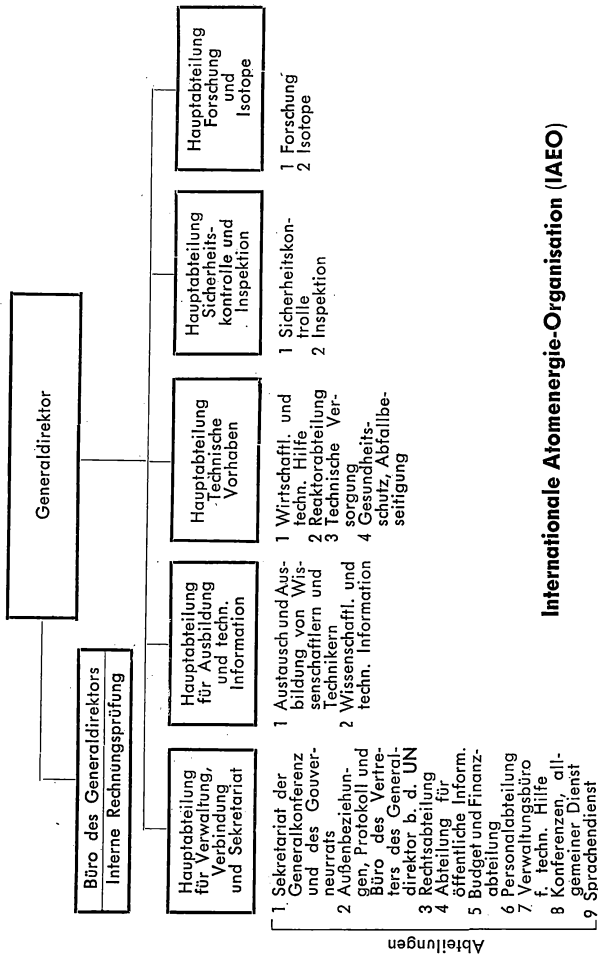 Generaldirektor
Büro des Generaldirektors
Interne Rechnungsprüfung
Hauptabteilung
für Verwaltung,
Verbindung
und Sekretariat
Hauptabteilung
für Ausbildung
und techn.
Information
Hauptabteilung
Technische
Vorhaben
Hauptabteilung
Sicherheits-
kontrolle und
Inspektion
Hauptabteilung
Forschung
und
Isotope
Abteilungen
1 Sekretariat der
Generalkonferenz
und des Gouver-
neurrats
2 Außenbeziehun-
gen, Protokoll und
Büro des Vertre-
ters des General-
direktor b. d. UN
3 Rechtsabteilung
4 Abteilung für
öffentliche Inform.
5 Budget und Finanz-
abteilung
6 Personalabteilung
7 Verwaltungsbüro
f. techn. Hilfe
8 Konferenzen, all-
gemeiner Dienst
9 Sprachendienst
1 Austausch und Aus-
bildung von Wis-
senschaftlern und
Technikern
2 Wissenschaftl. und
techn. Information
1 Wirtschaftl. und
techn. Hilfe
2 Reaktorabteilung
3 Technische Ver-
sorgung
4 Gesundheits-
schutz, Abfallbe-
seitigung
1 Sicherheitskon-
trolle
2 Inspektion
1 Forschung
2 Isotope
Internationale Atomenergie-Organisation (IAEO)